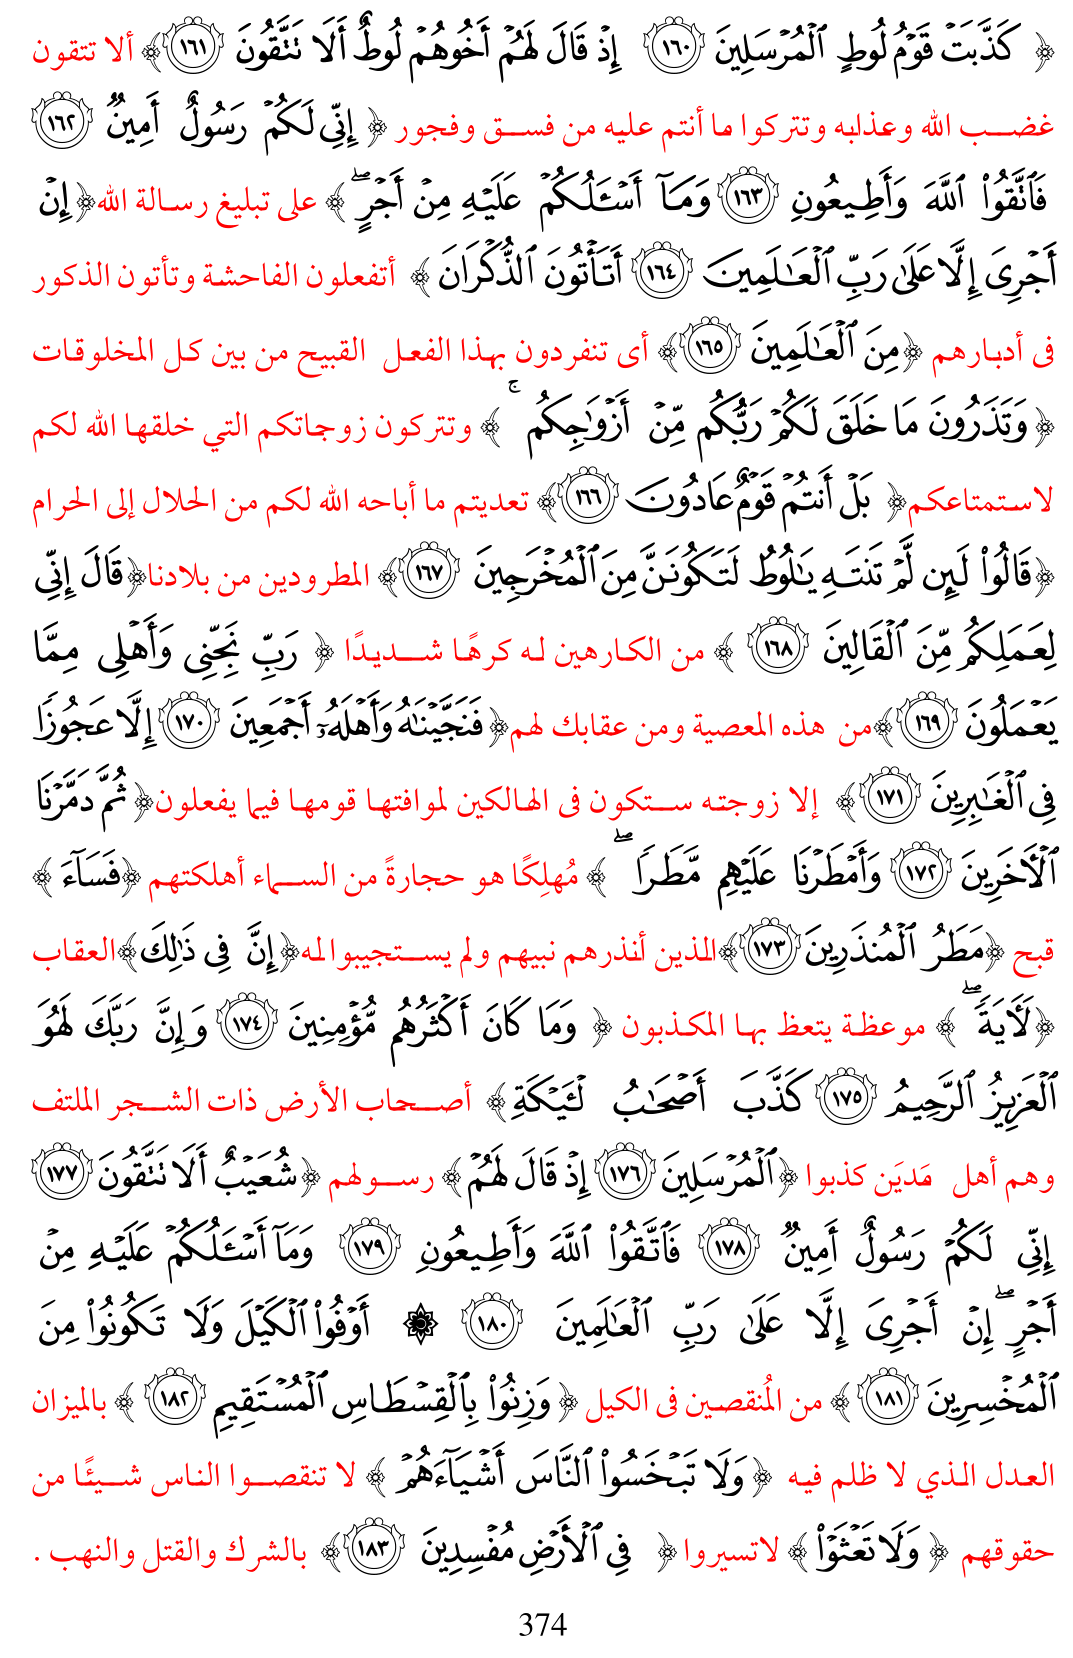 ﴿ كَذَّبَتْ قَوْمُ لُوطٍ ٱلْمُرْسَلِينَ ١٦٠ إِذْ قَالَ لَهُمْ أَخُوهُمْ لُوطٌ أَلَا تَتَّقُونَ ١٦١﴾ ألا تتقون
غضب الله وعذابه وتتركوا ما أنتم عليه من فسق وفجور ﴿ إِنِّى لَكُمْ رَسُولٌ أَمِينٌ ١٦٢
فَٱتَّقُوا۟ ٱللَّهَ وَأَطِيعُونِ ١٦٣ وَمَآ أَسْـَٔلُكُمْ عَلَيْهِ مِنْ أَجْرٍ ۖ ﴾ على تبليغ رسالة الله﴿ إِنْ
أَجْرِىَ إِلَّا عَلَىٰ رَبِّ ٱلْعَـٰلَمِينَ ١٦٤ أَتَأْتُونَ ٱلذُّكْرَانَ ﴾ أتفعلون الفاحشة وتأتون الذكور
فى أدبارهم ﴿مِنَ ٱلْعَـٰلَمِينَ ١٦٥﴾ أى تنفردون بهذا الفعل القبيح من بين كل المخلوقات
﴿وَتَذَرُونَ مَا خَلَقَ لَكُمْ رَبُّكُم مِّنْ أَزْوَٰجِكُم ۚ ﴾ وتتركون زوجاتكم التي خلقها الله لكم
لاستمتاعكم﴿ بَلْ أَنتُمْ قَوْمٌ عَادُونَ ١٦٦﴾ تعديتم ما أباحه الله لكم من الحلال إلى الحرام
﴿قَالُوا۟ لَئِن لَّمْ تَنتَهِ يَـٰلُوطُ لَتَكُونَنَّ مِنَ ٱلْمُخْرَجِينَ ١٦٧﴾ المطرودين من بلادنا﴿قَالَ إِنِّى
لِعَمَلِكُم مِّنَ ٱلْقَالِينَ ١٦٨ ﴾ من الكارهين له كرهًا شديدًا ﴿ رَبِّ نَجِّنِى وَأَهْلِى مِمَّا
يَعْمَلُونَ ١٦٩ ﴾من هذه المعصية ومن عقابك لهم﴿فَنَجَّيْنَـٰهُ وَأَهْلَهُۥٓ أَجْمَعِينَ ١٧٠ إِلَّا عَجُوزًا
فِى ٱلْغَـٰبِرِينَ ١٧١﴾ إلا زوجته ستكون فى الهالكين لموافتها قومها فيما يفعلون﴿ ثُمَّ دَمَّرْنَا
ٱلْـَٔاخَرِينَ ١٧٢ وَأَمْطَرْنَا عَلَيْهِم مَّطَرًا ۖ ﴾ مُهلِكًا هو حجارةً من السماء أهلكتهم ﴿فَسَآءَ ﴾
قبح ﴿مَطَرُ ٱلْمُنذَرِينَ ١٧٣﴾الذين أنذرهم نبيهم ولم يستجيبوا له﴿إِنَّ فِى ذَٰلِكَ﴾العقاب
﴿لَـَٔايَةً ۖ ﴾ موعظة يتعظ بها المكذبون ﴿ وَمَا كَانَ أَكْثَرُهُم مُّؤْمِنِينَ ١٧٤ وَإِنَّ رَبَّكَ لَهُوَ
ٱلْعَزِيزُ ٱلرَّحِيمُ ١٧٥ كَذَّبَ أَصْحَـٰبُ لْـَٔيْكَةِ ﴾ أصحاب الأرض ذات الشجر الملتف
وهم أهل مَديَن كذبوا ﴿ٱلْمُرْسَلِينَ ١٧٦ إِذْ قَالَ لَهُمْ ﴾ رسولهم ﴿شُعَيْبٌ أَلَا تَتَّقُونَ ١٧٧
إِنِّى لَكُمْ رَسُولٌ أَمِينٌ ١٧٨ فَٱتَّقُوا۟ ٱللَّهَ وَأَطِيعُونِ ١٧٩ وَمَآ أَسْـَٔلُكُمْ عَلَيْهِ مِنْ
أَجْرٍ ۖ إِنْ أَجْرِىَ إِلَّا عَلَىٰ رَبِّ ٱلْعَـٰلَمِينَ ١٨٠ ۞ أَوْفُوا۟ ٱلْكَيْلَ وَلَا تَكُونُوا۟ مِنَ
ٱلْمُخْسِرِينَ ١٨١ ﴾ من المُنقصين فى الكيل ﴿ وَزِنُوا۟ بِٱلْقِسْطَاسِ ٱلْمُسْتَقِيمِ ١٨٢ ﴾ بالميزان
العدل الذي لا ظلم فيه ﴿ وَلَا تَبْخَسُوا۟ ٱلنَّاسَ أَشْيَآءَهُمْ ﴾ لا تنقصوا الناس شيئًا من
حقوقهم ﴿ وَلَا تَعْثَوْا۟ ﴾ لاتسيروا ﴿ فِى ٱلْأَرْضِ مُفْسِدِينَ ١٨٣ ﴾ بالشرك والقتل والنهب .
374